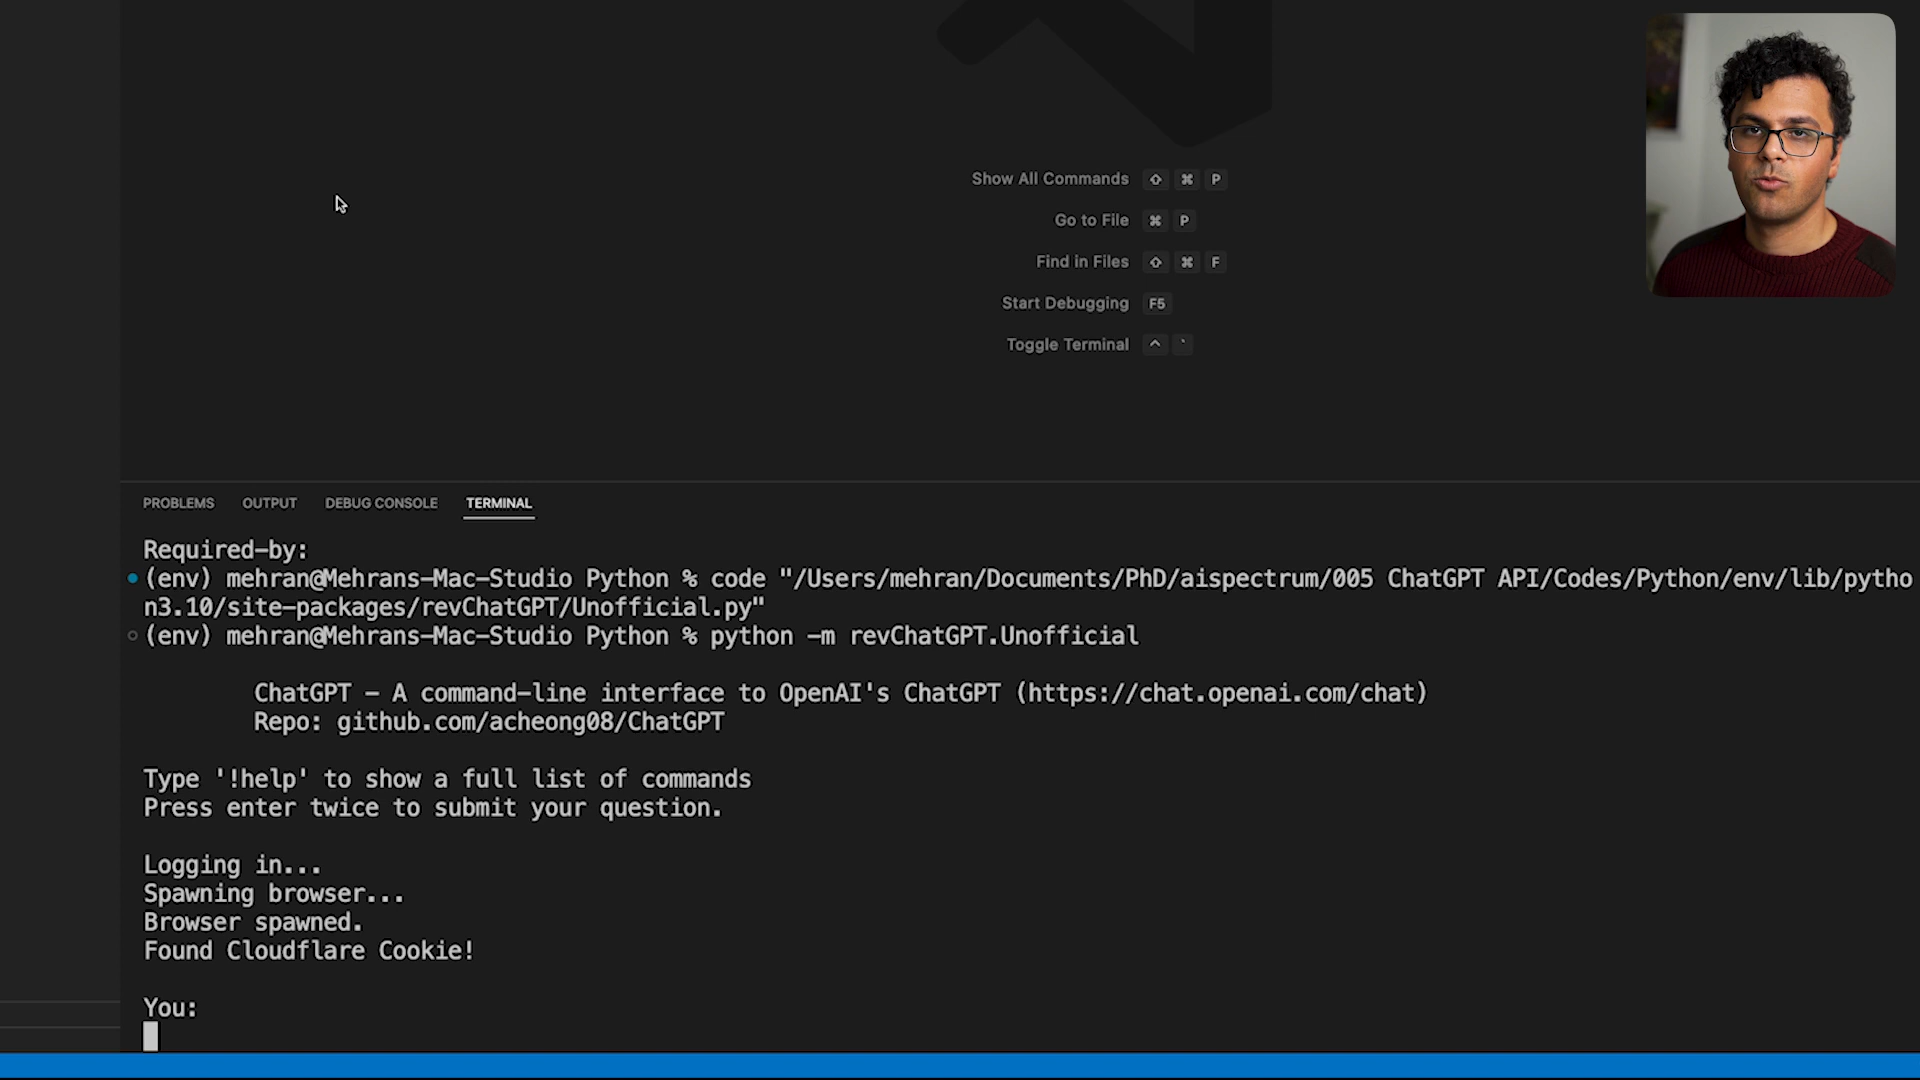 Show All Commands ⇧ ⌘ P
Go to File ⌘ P
Find in Files ⇧ ⌘ F
Start Debugging F5
Toggle Terminal ^ `
PROBLEMS OUTPUT DEBUG CONSOLE TERMINAL
Required-by:
(env) mehran@Mehrans-Mac-Studio Python % code "/Users/mehran/Documents/PhD/aispectrum/005 ChatGPT API/Codes/Python/env/lib/pytho
n3.10/site-packages/revChatGPT/Unofficial.py"
(env) mehran@Mehrans-Mac-Studio Python % python -m revChatGPT.Unofficial
ChatGPT - A command-line interface to OpenAI's ChatGPT (https://chat.openai.com/chat)
Repo: github.com/acheong08/ChatGPT
Type '!help' to show a full list of commands
Press enter twice to submit your question.
Logging in...
Spawning browser...
Browser spawned.
Found Cloudflare Cookie!
You: